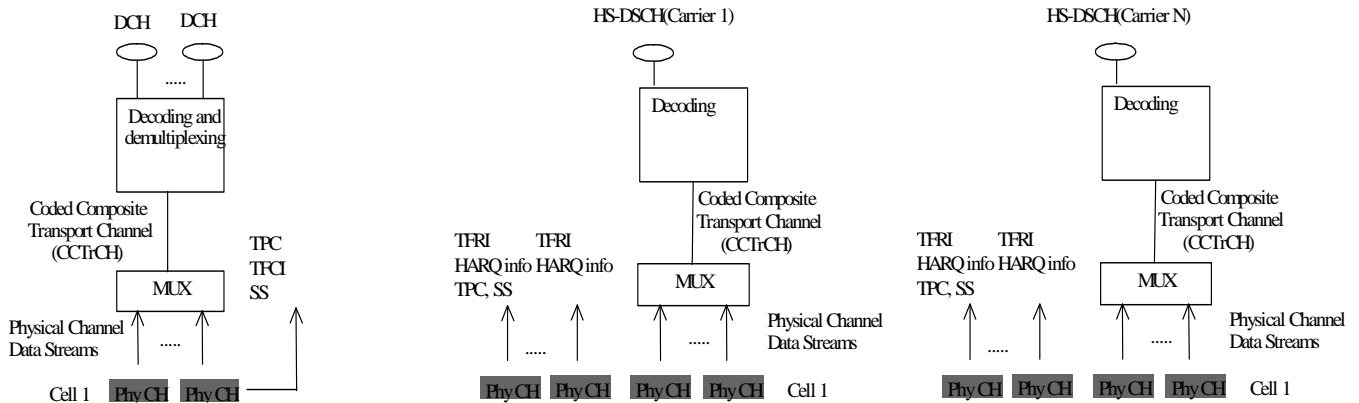 DCH DCH
.....
Decoding and
demultiplexing
Coded Composite
Transport Channel
(CCTrCH)
TPC
TFCI
SS
MUX
Physical Channel
Data Streams
.....
Cell 1 Phy CH Phy CH
HS-DSCH(Carrier 1)
Decoding
Coded Composite
Transport Channel
(CCTrCH)
TFRI TFRI
HARQ info HARQ info
TPC, SS
MUX
Physical Channel
Data Streams
..... .....
Phy CH Phy CH Phy CH Phy CH Cell 1
HS-DSCH(Carrier N)
Decoding
Coded Composite
Transport Channel
(CCTrCH)
TFRI TFRI
HARQ info HARQ info
TPC, SS
MUX
Physical Channel
Data Streams
..... .....
Phy CH Phy CH Phy CH Phy CH Cell 1